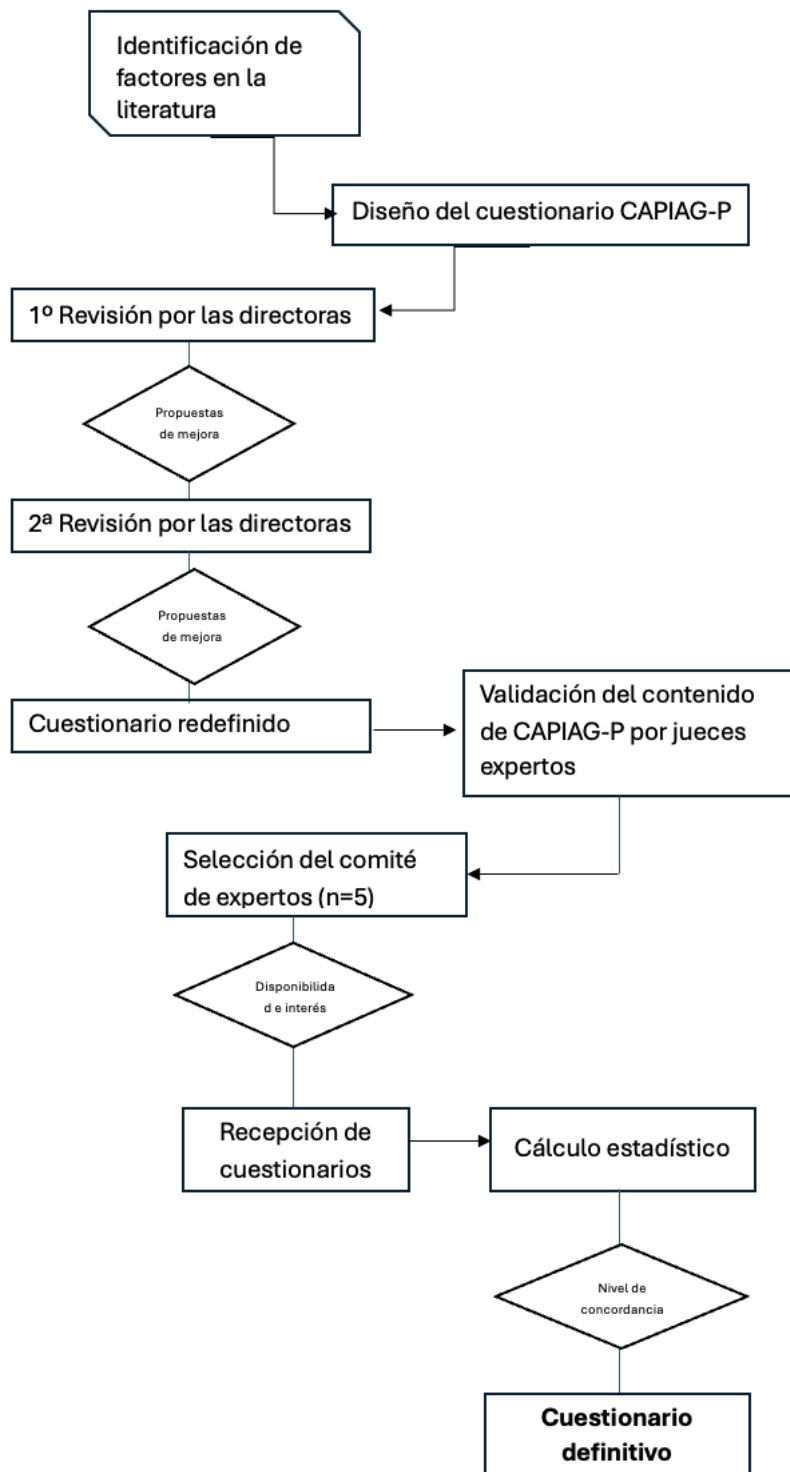 Identificación de
factores en la
literatura
Diseño del cuestionario CAPIAG-P
1º Revisión por las directoras
Propuestas
de mejora
2ª Revisión por las directoras
Propuestas
de mejora
Cuestionario redefinido
Validación del contenido
de CAPIAG-P por jueces
expertos
Selección del comité
de expertos (n=5)
Disponibilida
d e interés
Recepción de
cuestionarios
Cálculo estadístico
Nivel de
concordancia
Cuestionario
definitivo